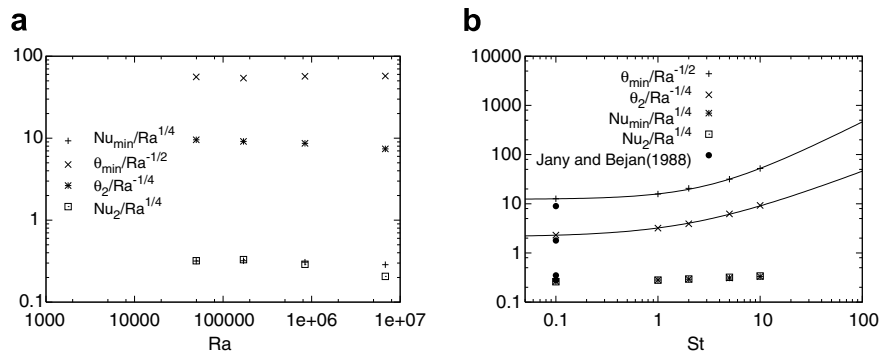 a
100
10
1
0.1
Nu_min/Ra^1/4
θ_min/Ra^-1/2
θ_2/Ra^-1/4
Nu_2/Ra^1/4
1000 10000 100000 1e+06 1e+07
Ra
b
10000
1000
100
10
1
0.1
θ_min/Ra^-1/2
θ_2/Ra^-1/4
Nu_min/Ra^1/4
Nu_2/Ra^1/4
Jany and Bejan(1988)
0.1 1 10 100
St